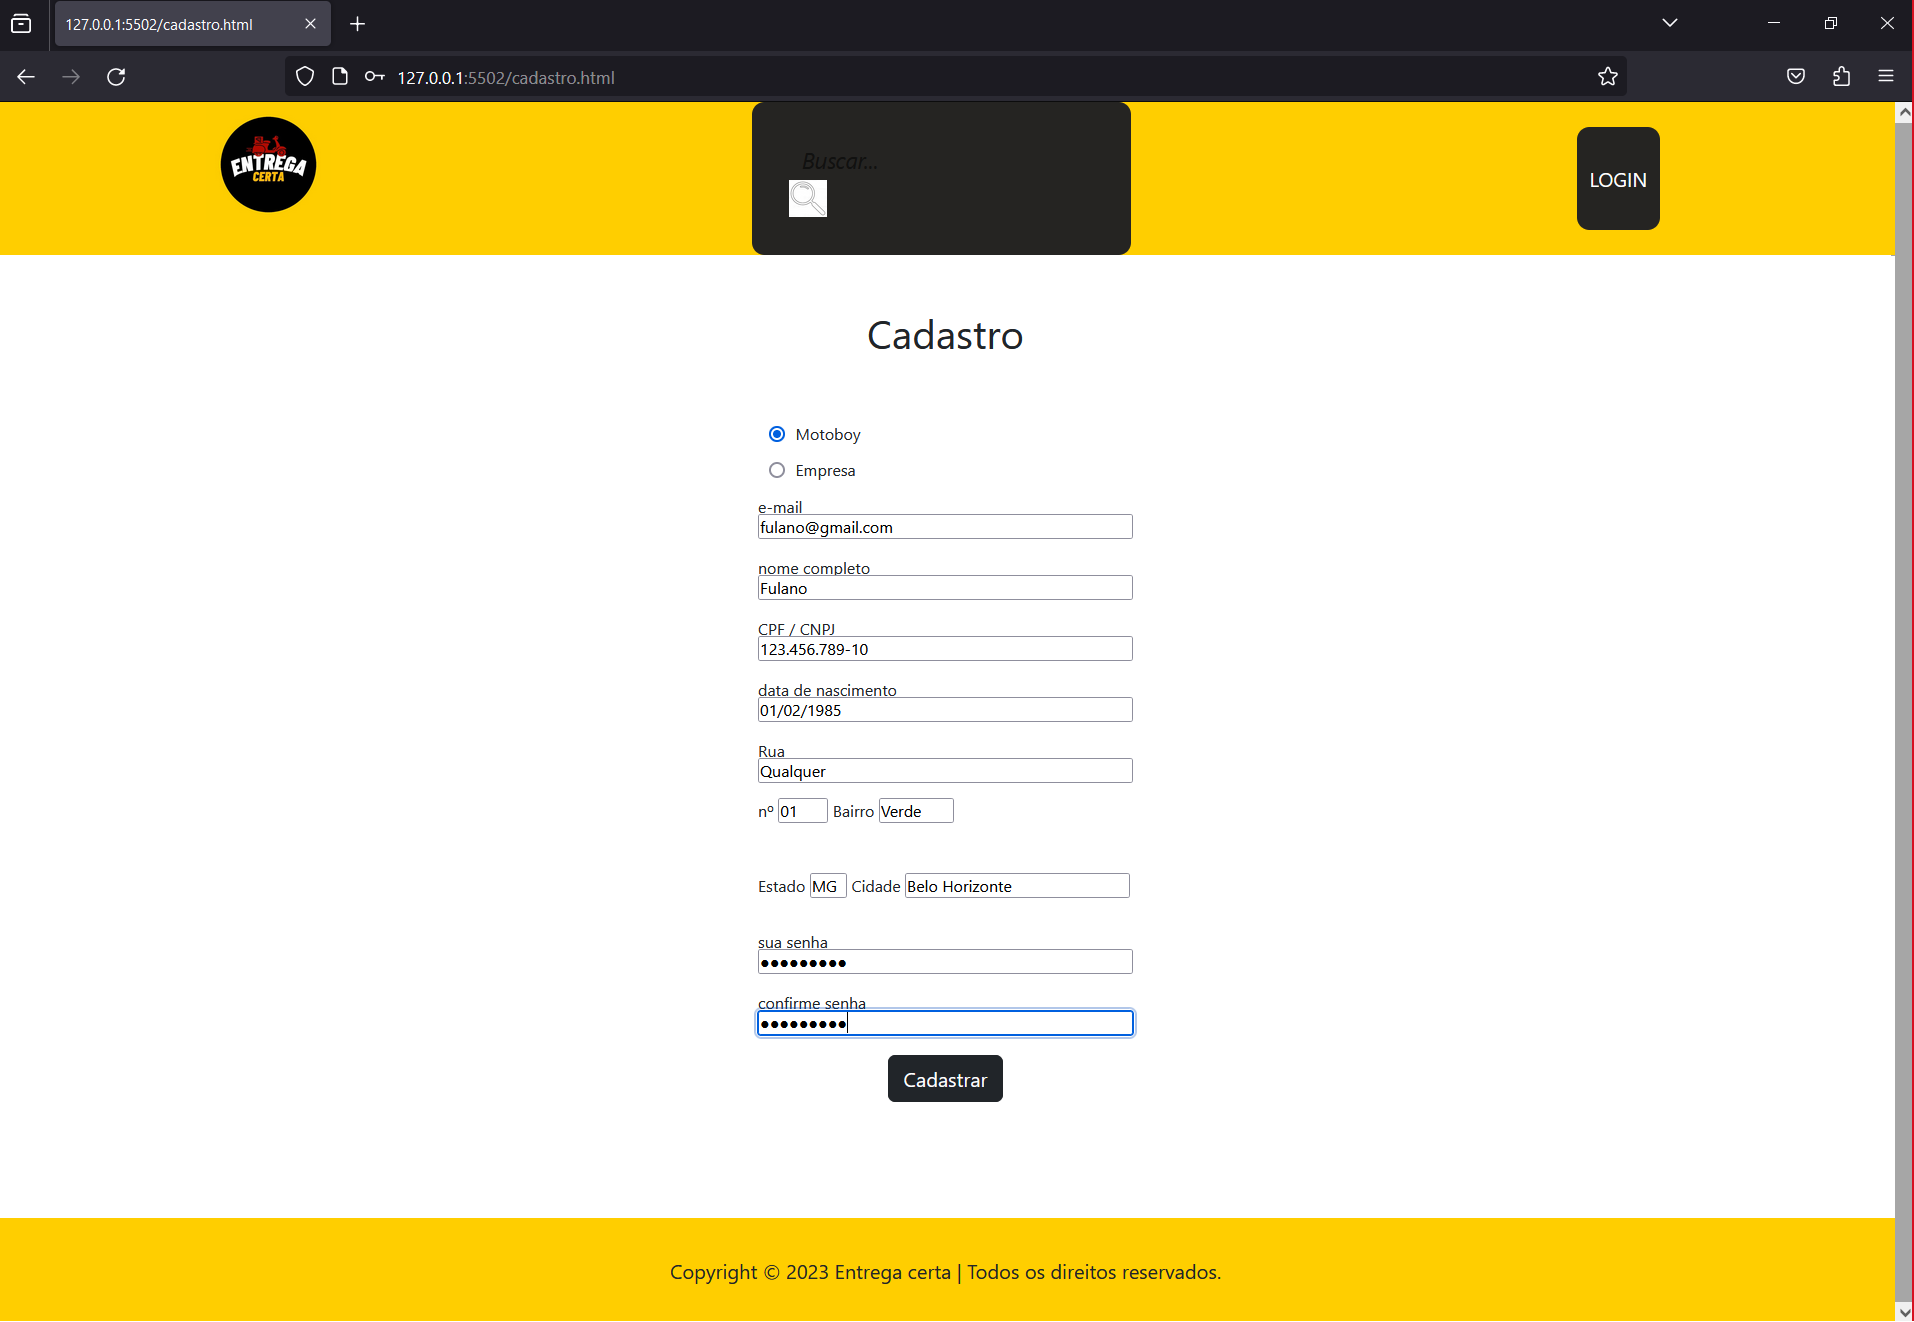 127.0.0.1:5502/cadastro.html
127.0.0.1:5502/cadastro.html
ENTREGA
CERTA
Buscar...
LOGIN
Cadastro
Motoboy
Empresa
e-mail
fulano@gmail.com
nome completo
Fulano
CPF / CNPJ
123.456.789-10
data de nascimento
01/02/1985
Rua
Qualquer
nº 01 Bairro Verde
Estado MG Cidade Belo Horizonte
sua senha
●●●●●●●●●
confirme senha
●●●●●●●●●
Cadastrar
Copyright © 2023 Entrega certa | Todos os direitos reservados.